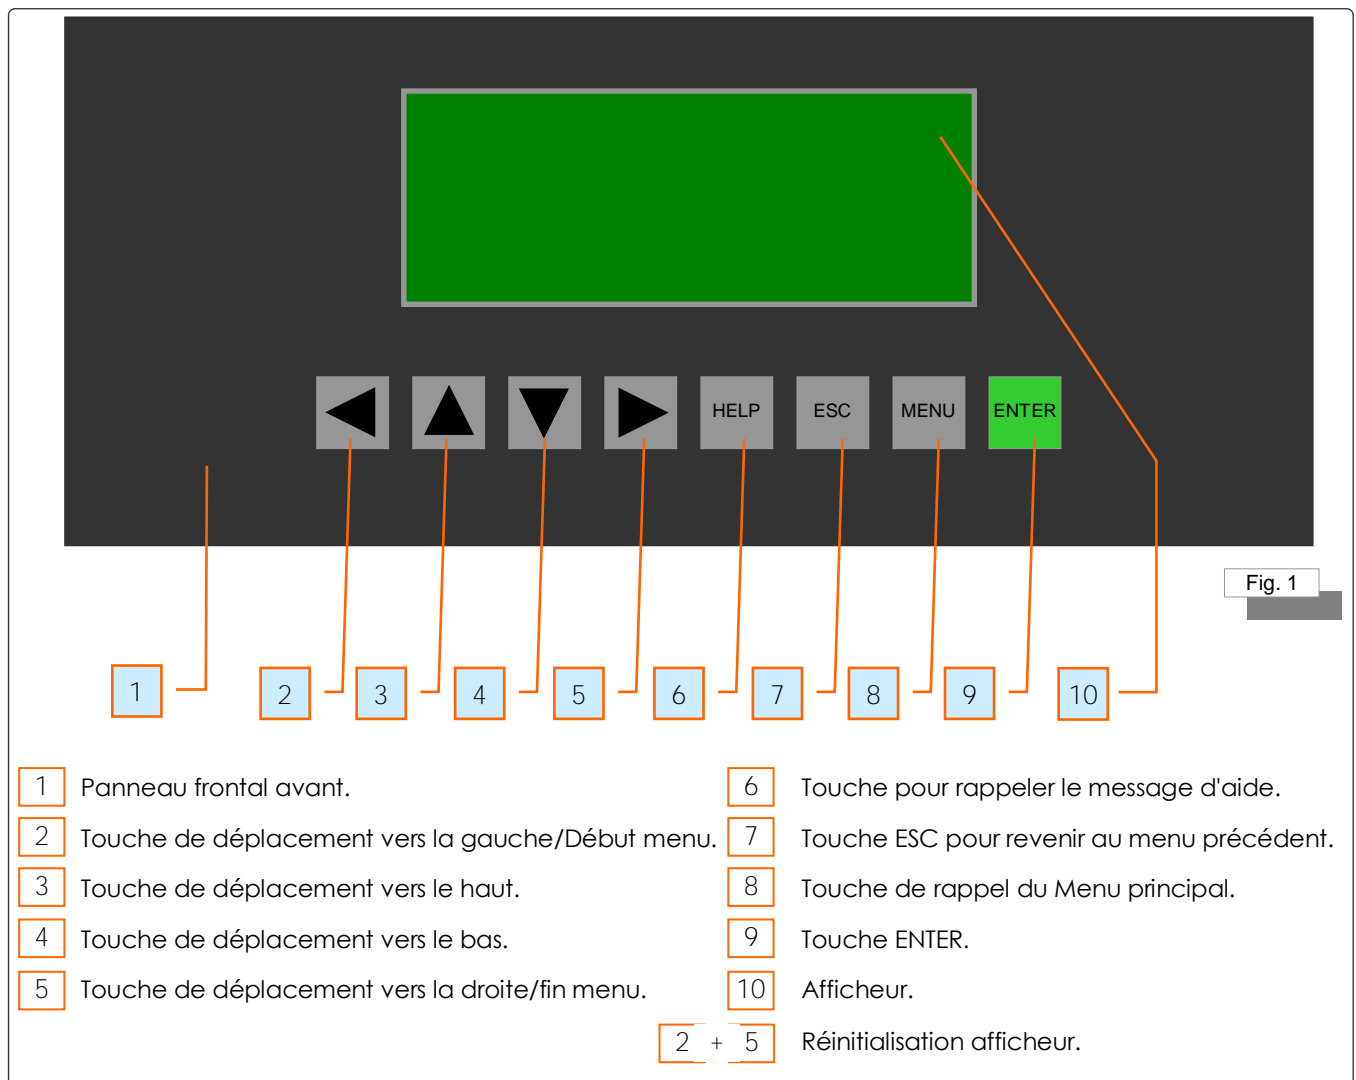 HELP ESC MENU ENTER
Fig. 1
1 2 3 4 5 6 7 8 9 10
1 Panneau frontal avant.
2 Touche de déplacement vers la gauche/Début menu.
3 Touche de déplacement vers le haut.
4 Touche de déplacement vers le bas.
5 Touche de déplacement vers la droite/fin menu.
6 Touche pour rappeler le message d'aide.
7 Touche ESC pour revenir au menu précédent.
8 Touche de rappel du Menu principal.
9 Touche ENTER.
10 Afficheur.
2 + 5 Réinitialisation afficheur.